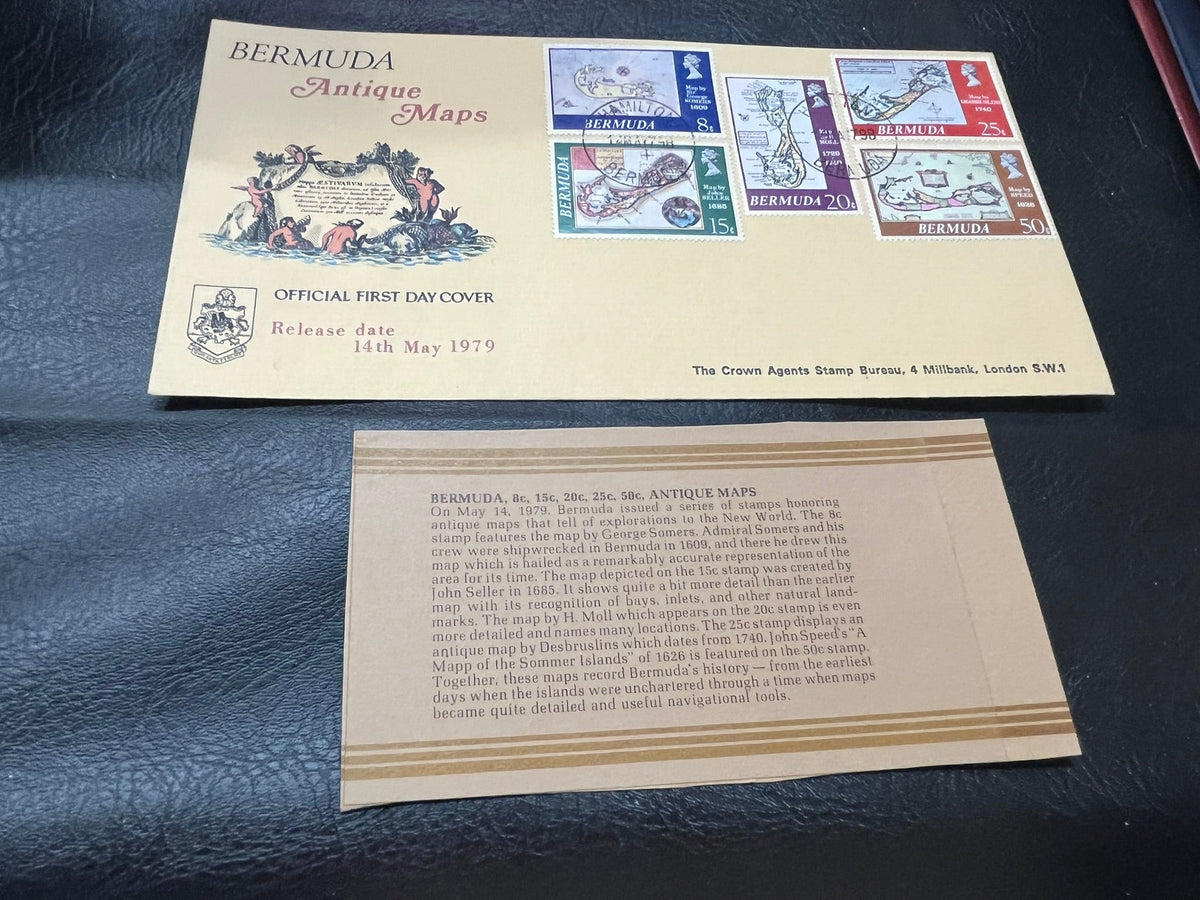 BERMUDA
Antique
Maps
OFFICIAL FIRST DAY COVER
Release date
14th May 1979
Map by
Sir
George
SOMERS
1609
BERMUDA 8c
HAMILTON
BERMUDA
BERMUDA
Map by
John
SELLER
1685
15c
MOLL
BERMUDA 20c
Map by
1740
BERMUDA 25c
Map by
SPEED
1626
BERMUDA 50c
The Crown Agents Stamp Bureau, 4 Millbank, London S.W.1
BERMUDA, 8c, 15c, 20c, 25c, 50c, ANTIQUE MAPS
On May 14, 1979, Bermuda issued a series of stamps honoring
antique maps that tell of explorations to the New World. The 8c
stamp features the map by George Somers. Admiral Somers and his
crew were shipwrecked in Bermuda in 1609, and there he drew this
map which is hailed as a remarkably accurate representation of the
area for its time. The map depicted on the 15c stamp was created by
John Seller in 1685. It shows quite a bit more detail than the earlier
map with its recognition of bays, inlets, and other natural land-
marks. The map by H. Moll which appears on the 20c stamp is even
more detailed and names many locations. The 25c stamp displays an
antique map by Desbruslins which dates from 1740. John Speed's "A
Mapp of the Sommer Islands" of 1626 is featured on the 50c stamp.
Together, these maps record Bermuda's history — from the earliest
days when the islands were unchartered through a time when maps
became quite detailed and useful navigational tools.